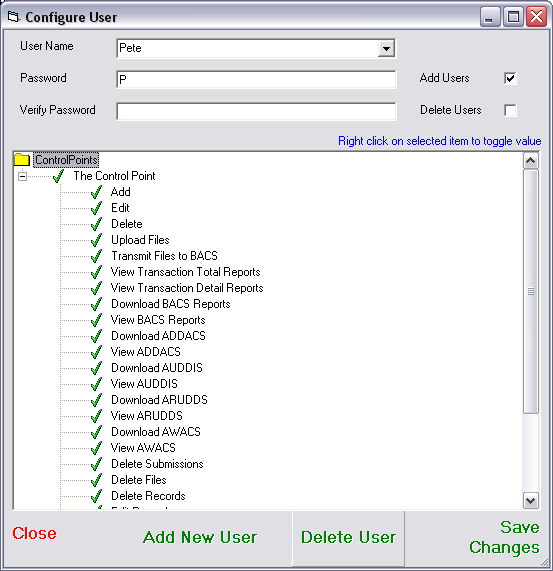 Configure User
User Name
Pete
Password
P
Add Users
Verify Password
Delete Users
Right click on selected item to toggle value
ControlPoints
The Control Point
Add
Edit
Delete
Upload Files
Transmit Files to BACS
View Transaction Total Reports
View Transaction Detail Reports
Download BACS Reports
View BACS Reports
Download ADDACS
View ADDACS
Download AUDDIS
View AUDDIS
Download ARUDDS
View ARUDDS
Download AWACS
View AWACS
Delete Submissions
Delete Files
Delete Records
Close
Add New User
Delete User
Save
Changes